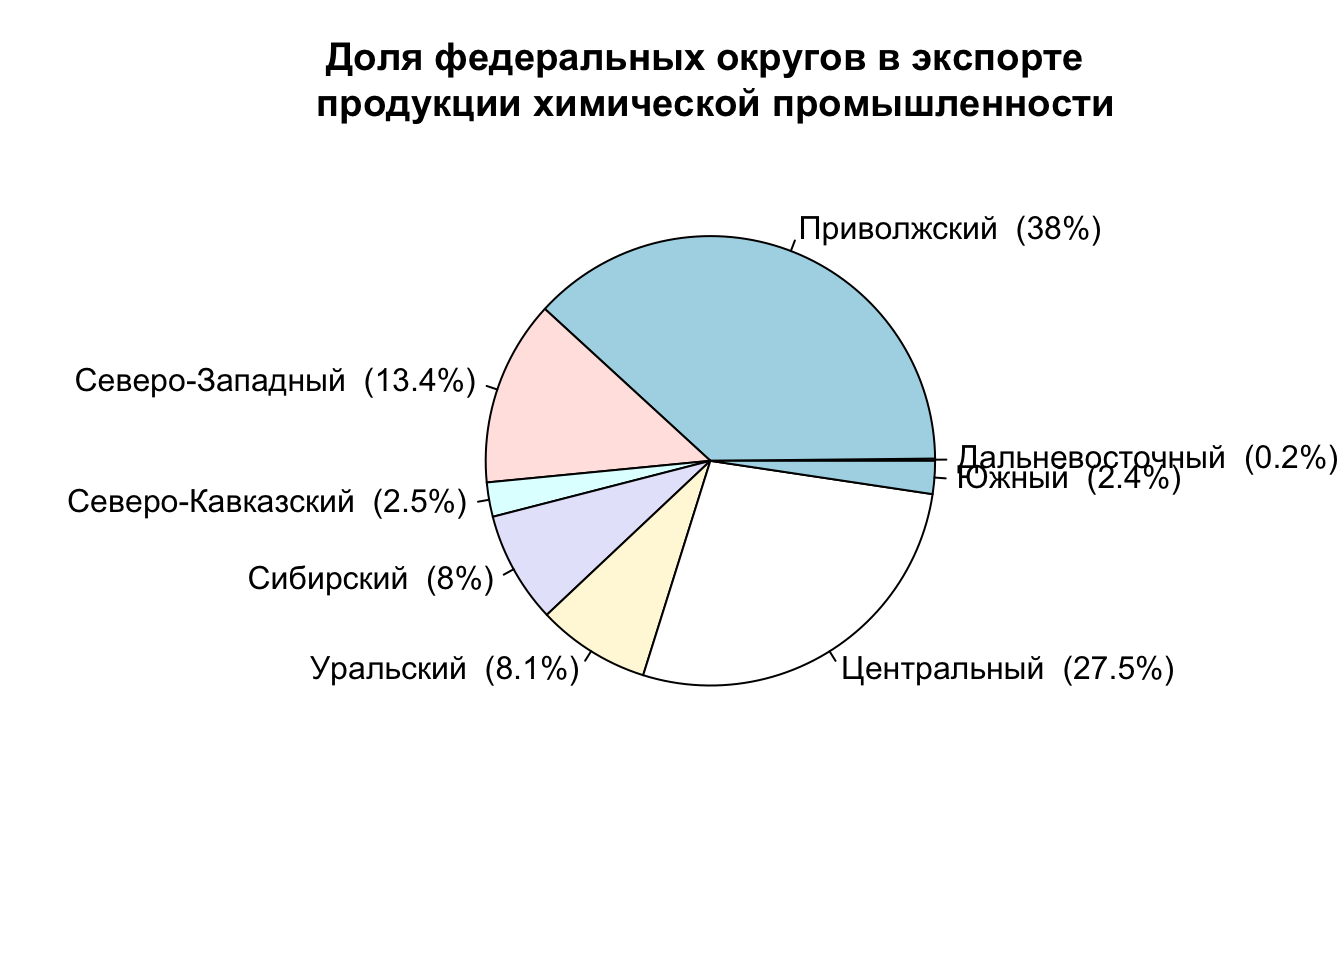 Доля федеральных округов в экспорте
продукции химической промышленности
Приволжский (38%)
Северо-Западный (13.4%)
Дальневосточный (0.2%)
Южный (2.4%)
Северо-Кавказский (2.5%)
Сибирский (8%)
Уральский (8.1%)
Центральный (27.5%)